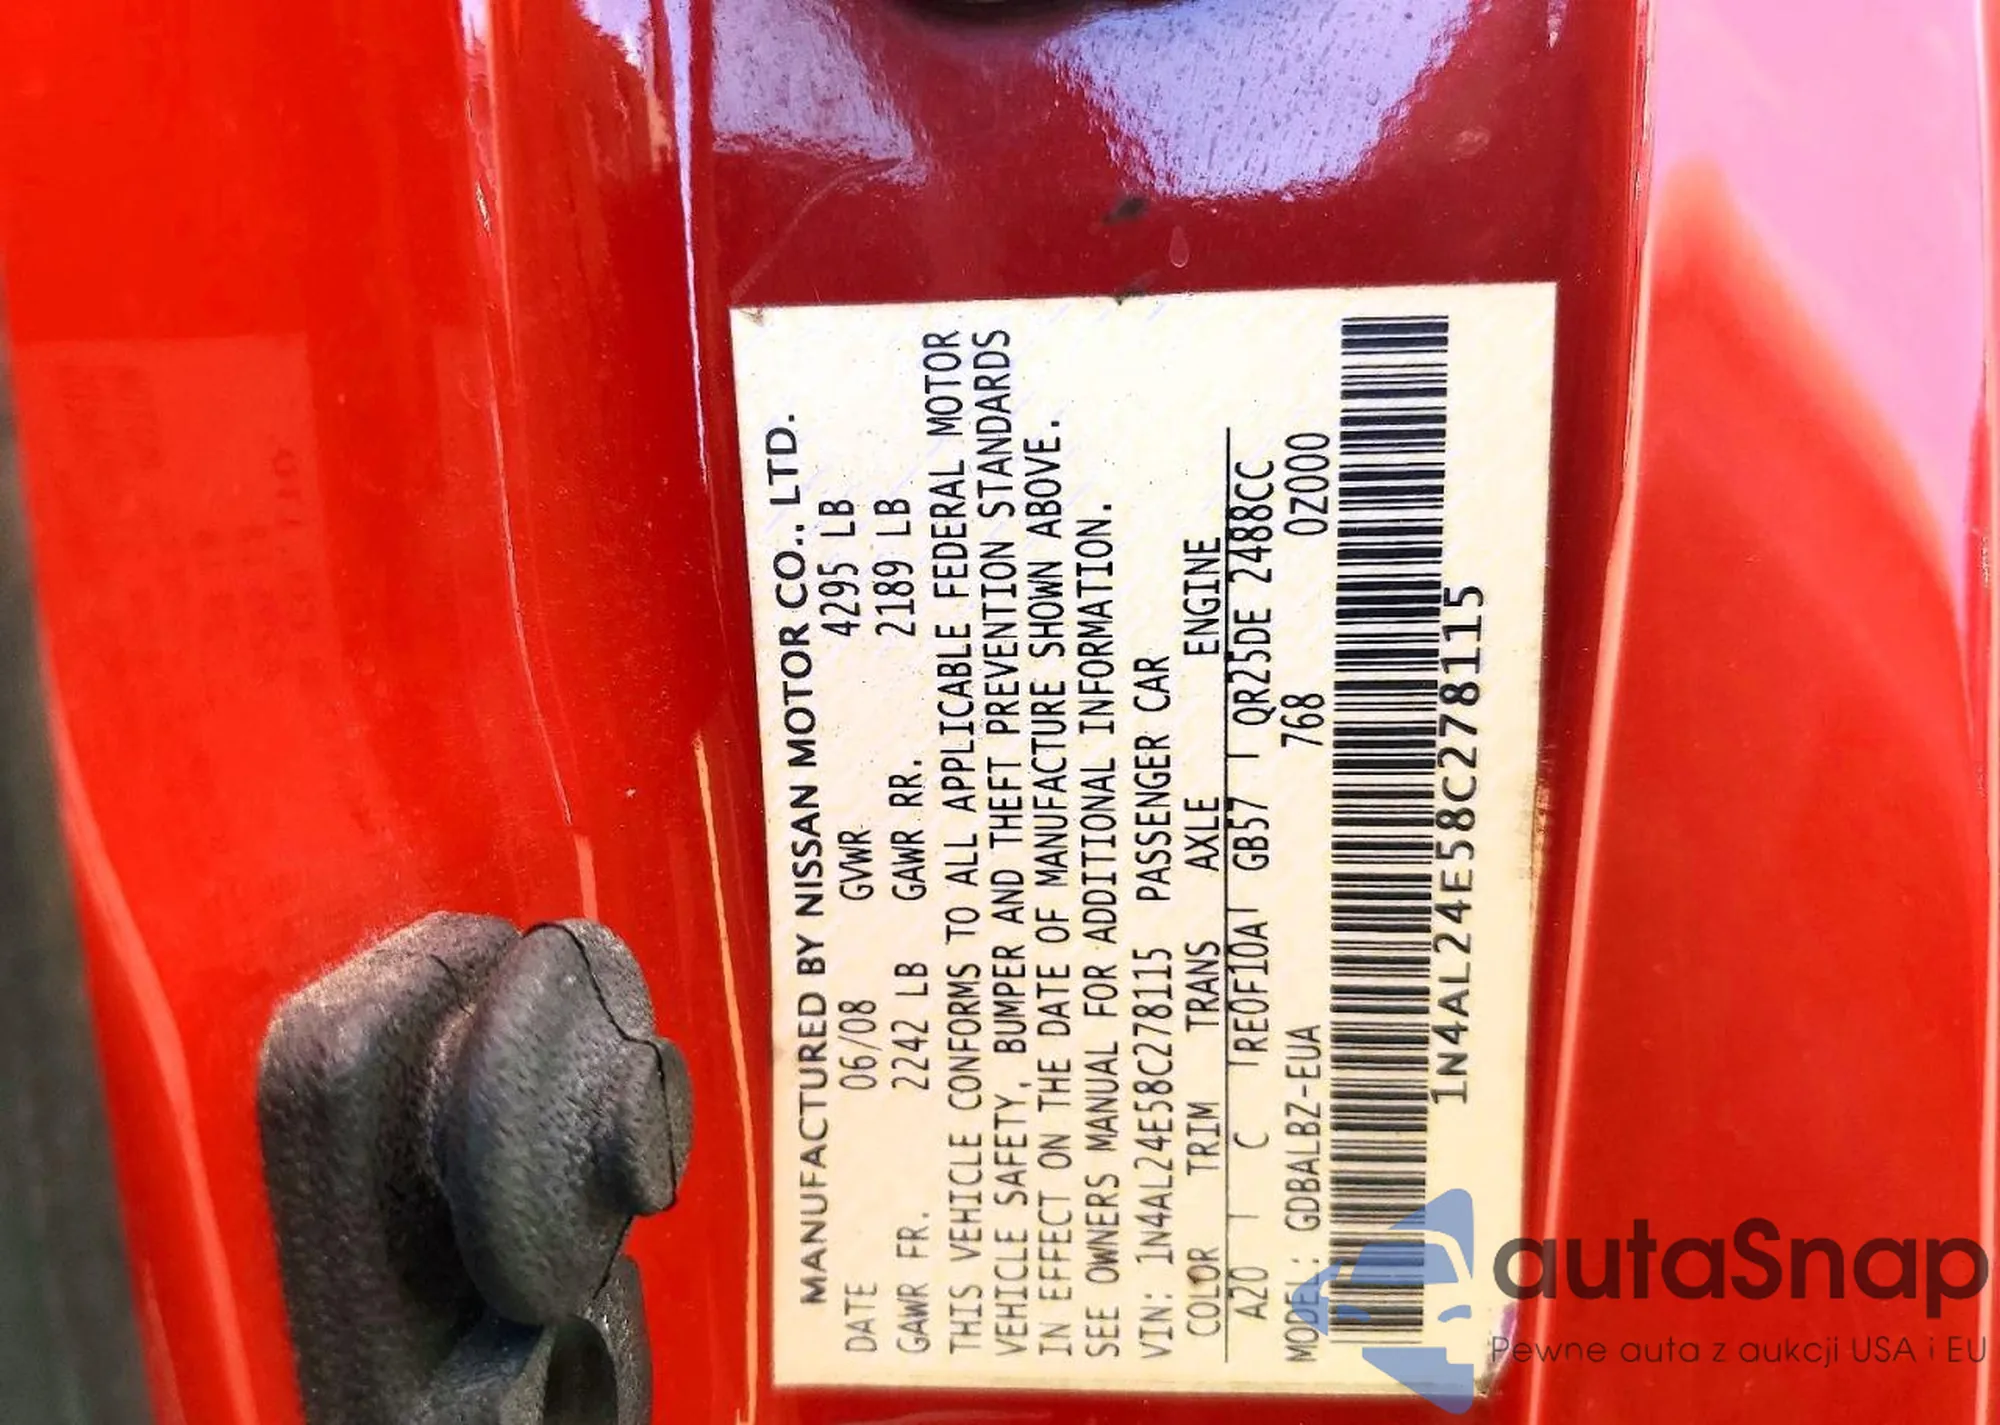 MANUFACTURED BY NISSAN MOTOR CO., LTD.
DATE 06/08 GVWR 4295 LB
GAWR FR. 2242 LB GAWR RR. 2189 LB
THIS VEHICLE CONFORMS TO ALL APPLICABLE FEDERAL MOTOR
VEHICLE SAFETY, BUMPER AND THEFT PREVENTION STANDARDS
IN EFFECT ON THE DATE OF MANUFACTURE SHOWN ABOVE.
SEE OWNERS MANUAL FOR ADDITIONAL INFORMATION.
VIN: 1N4AL24E58C278115 PASSENGER CAR
COLOR TRIM TRANS AXLE ENGINE
A20 C RE0F10A GB57 QR25DE 2488CC
768 0Z000
MODEL: GDBALBZ-EUA
1N4AL24E58C278115
autaSnap
Pewne auta z aukcji USA i EU